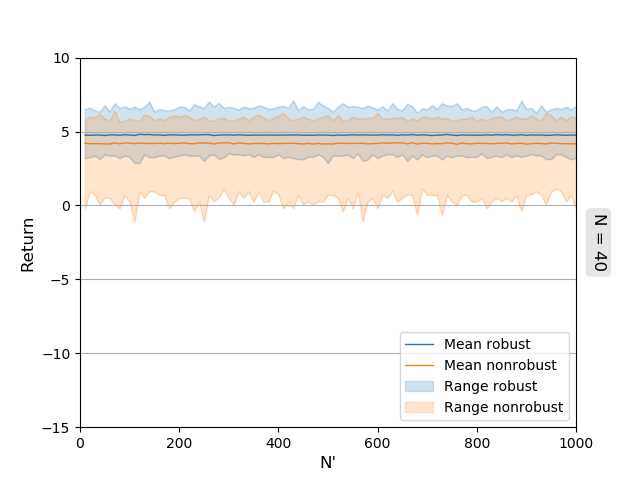 10
5
0
−5
−10
−15
Return
0
200
400
600
800
1000
N'
N = 40
Mean robust
Mean nonrobust
Range robust
Range nonrobust